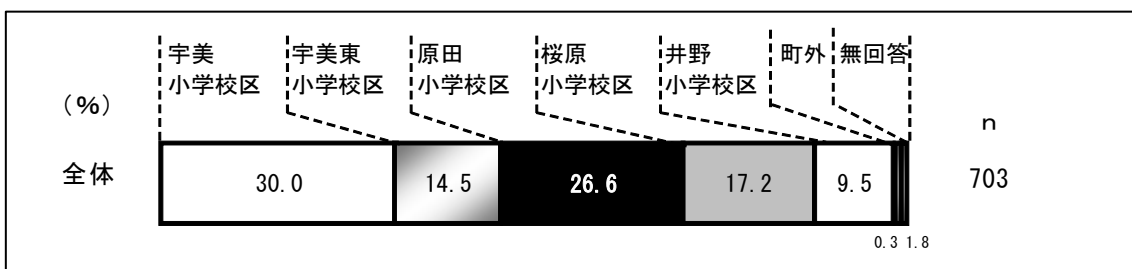 宇美 宇美東 原田 桜原 井野 町外 無回答
小学校区 小学校区 小学校区 小学校区 小学校区
(%) n
全体 30.0 14.5 26.6 17.2 9.5 703
0.3 1.8